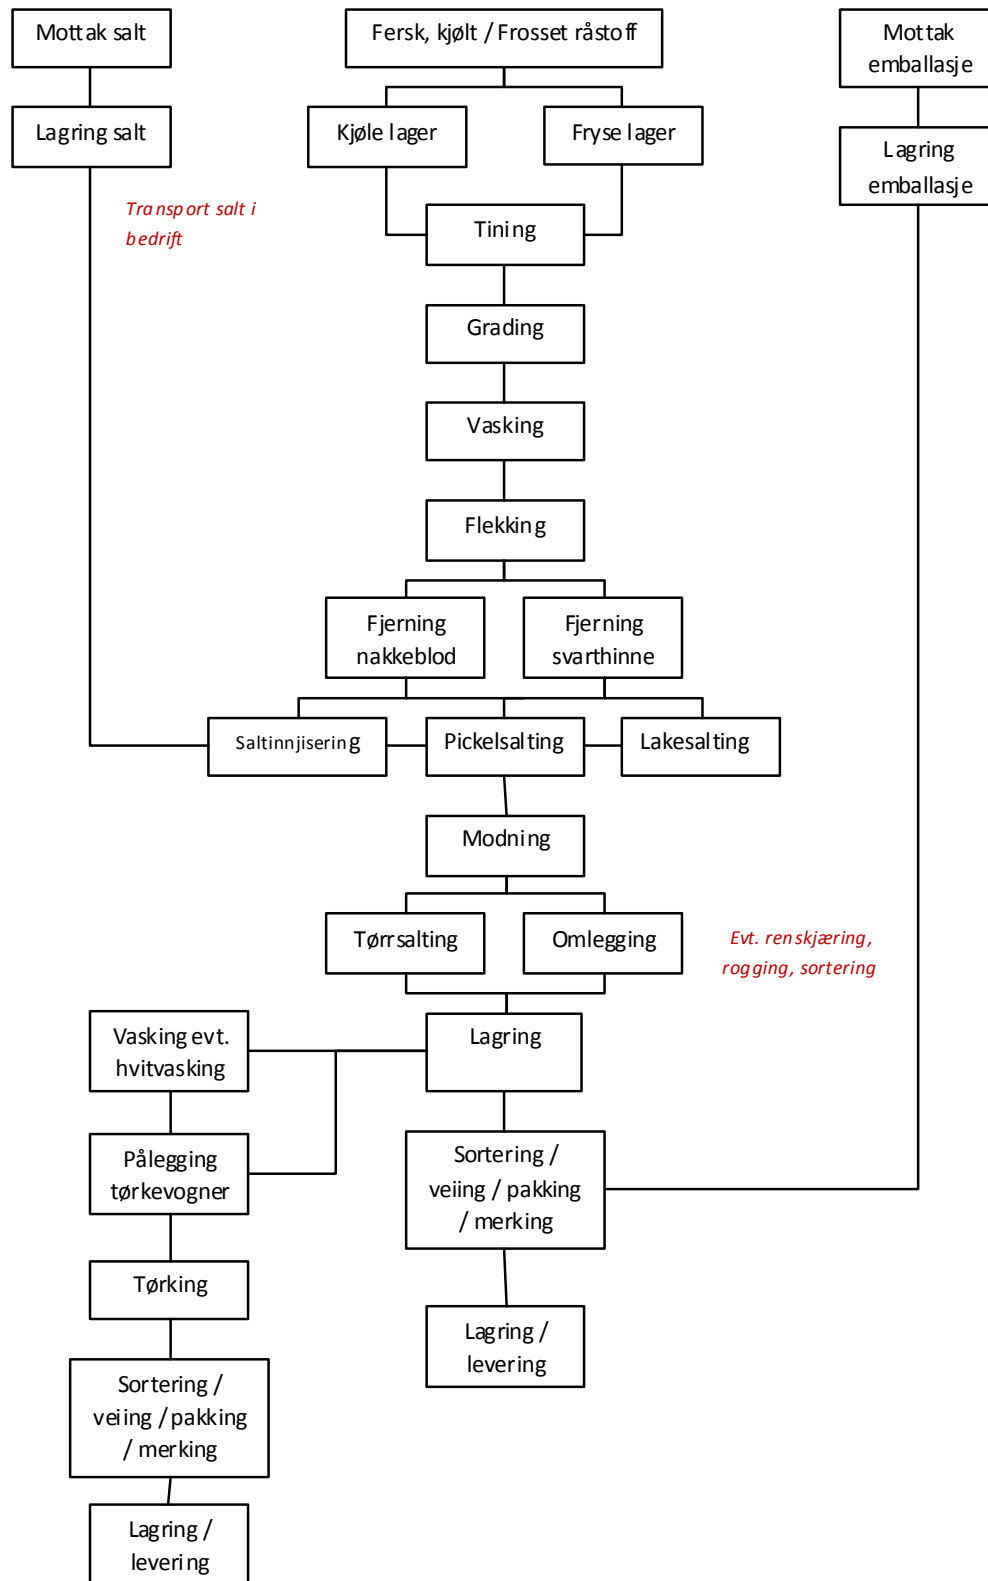 Mottak salt
Fersk, kjølt / Frosset råstoff
Mottak
emballasje
Lagring salt
Kjøle lager
Fryse lager
Lagring
emballasje
Transport salt i
bedrift
Tining
Grading
Vasking
Flekking
Fjerning
nakkeblod
Fjerning
svarthinne
Saltinnjisering
Pickelsalting
Lakesalting
Modning
Tørrsalting
Omlegging
Evt. renskjæring,
rogging, sortering
Vasking evt.
hvitvasking
Lagring
Pålegging
tørkevogner
Sortering /
veiing / pakking
/ merking
Tørking
Lagring /
levering
Sortering /
veiing / pakking
/ merking
Lagring /
levering